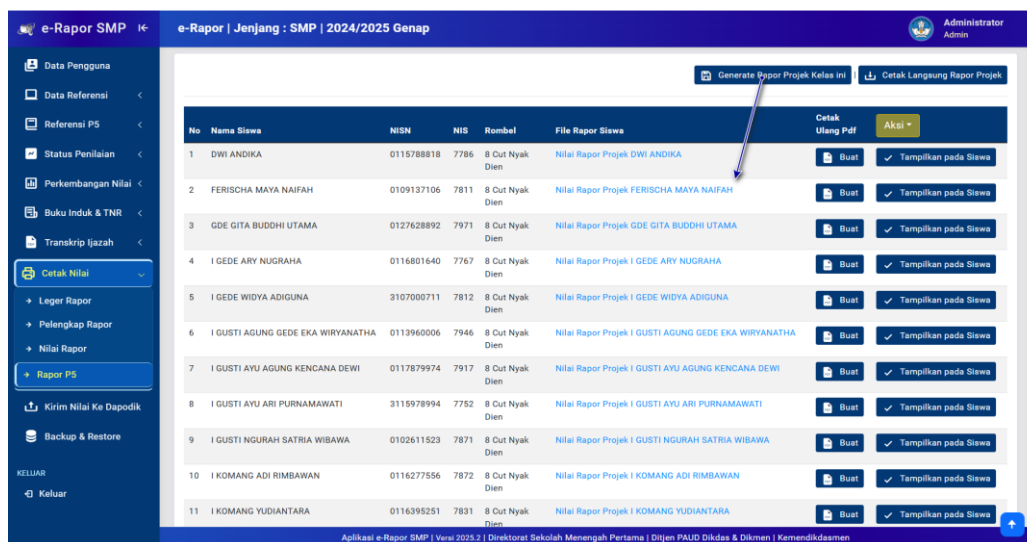 e-Rapor SMP
e-Rapor | Jenjang : SMP | 2024/2025 Genap
Administrator
Admin
Data Pengguna
Data Referensi
Referensi P5
Status Penilaian
Perkembangan Nilai
Buku Induk & TNR
Transkrip Ijazah
Cetak Nilai
Leger Rapor
Pelengkap Rapor
Nilai Rapor
Rapor P5
Kirim Nilai Ke Dapodik
Backup & Restore
KELUAR
Keluar
Generate Rapor Projek Kelas ini | Cetak Langsung Rapor Projek
No Nama Siswa NISN NIS Rombel File Rapor Siswa Cetak Ulang Pdf Aksi
1 DWI ANDIKA 0115788818 7786 8 Cut Nyak Dien Nilai Rapor Projek DWI ANDIKA Buat Tampilkan pada Siswa
2 FERISCHA MAYA NAIFAH 0109137106 7811 8 Cut Nyak Dien Nilai Rapor Projek FERISCHA MAYA NAIFAH Buat Tampilkan pada Siswa
3 GDE GITA BUDDHI UTAMA 0127628892 7971 8 Cut Nyak Dien Nilai Rapor Projek GDE GITA BUDDHI UTAMA Buat Tampilkan pada Siswa
4 I GEDE ARY NUGRAHA 0116801640 7767 8 Cut Nyak Dien Nilai Rapor Projek I GEDE ARY NUGRAHA Buat Tampilkan pada Siswa
5 I GEDE WIDYA ADIGUNA 3107000711 7812 8 Cut Nyak Dien Nilai Rapor Projek I GEDE WIDYA ADIGUNA Buat Tampilkan pada Siswa
6 I GUSTI AGUNG GEDE EKA WIRYANATHA 0113960006 7946 8 Cut Nyak Dien Nilai Rapor Projek I GUSTI AGUNG GEDE EKA WIRYANATHA Buat Tampilkan pada Siswa
7 I GUSTI AYU AGUNG KENCANA DEWI 0117879974 7917 8 Cut Nyak Dien Nilai Rapor Projek I GUSTI AYU AGUNG KENCANA DEWI Buat Tampilkan pada Siswa
8 I GUSTI AYU ARI PURNAMAWATI 3115978994 7752 8 Cut Nyak Dien Nilai Rapor Projek I GUSTI AYU ARI PURNAMAWATI Buat Tampilkan pada Siswa
9 I GUSTI NGURAH SATRIA WIBAWA 0102611523 7871 8 Cut Nyak Dien Nilai Rapor Projek I GUSTI NGURAH SATRIA WIBAWA Buat Tampilkan pada Siswa
10 I KOMANG ADI RIMBAWAN 0116277556 7872 8 Cut Nyak Dien Nilai Rapor Projek I KOMANG ADI RIMBAWAN Buat Tampilkan pada Siswa
11 I KOMANG YUDIANTARA 0116395251 7831 8 Cut Nyak Dien Nilai Rapor Projek I KOMANG YUDIANTARA Buat Tampilkan pada Siswa
Aplikasi e-Rapor SMP | Versi 2025.2 | Direktorat Sekolah Menengah Pertama | Ditjen PAUD Dikdas & Dikmen | Kemendikdasmen